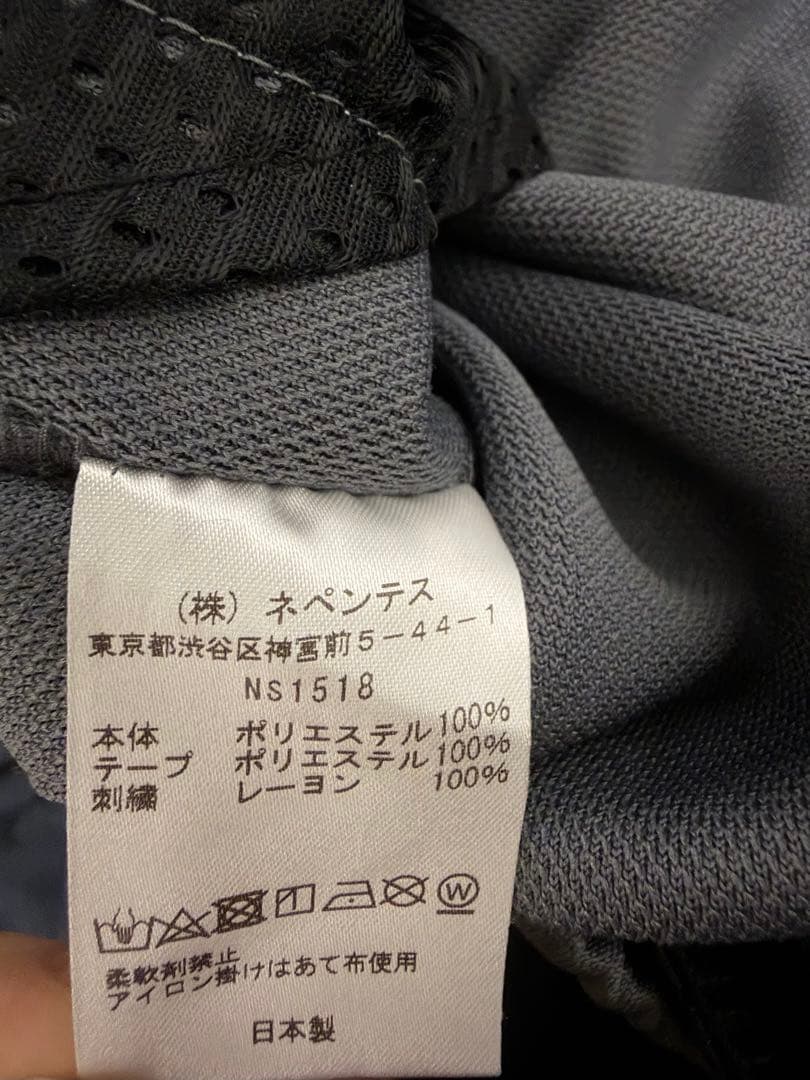 (株) ネペンテス
東京都渋谷区神宮前5-44-1
NS1518
本体 ポリエステル100%
テープ ポリエステル100%
刺繍 レーヨン 100%
W
柔軟剤禁止
アイロン掛けはあて布使用
日本製